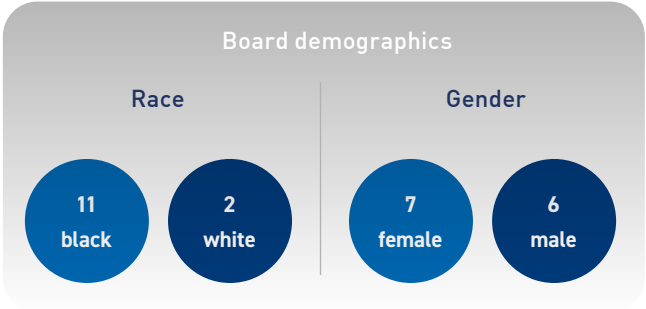 Board demographics
Race
Gender
11
black
2
white
7
female
6
male